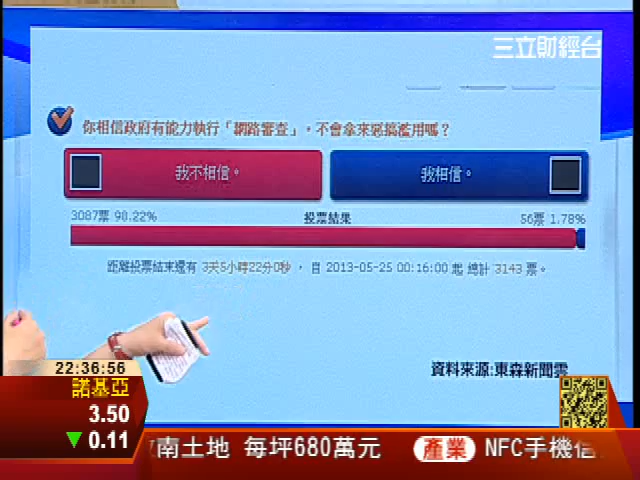 三立財經台
你相信政府有能力執行「網路審查」，不會拿來惡搞濫用嗎？
我不相信。
我相信。
3087票 98.22%
投票結果
56票 1.78%
距離投票結束還有 3天5小時22分0秒 ， 自 2013-05-25 00:16:00 起 總計 3143 票。
資料來源:東森新聞雲
22:36:56
諾基亞
3.50
▼0.11
南土地 每坪680萬元 產業 NFC手機信